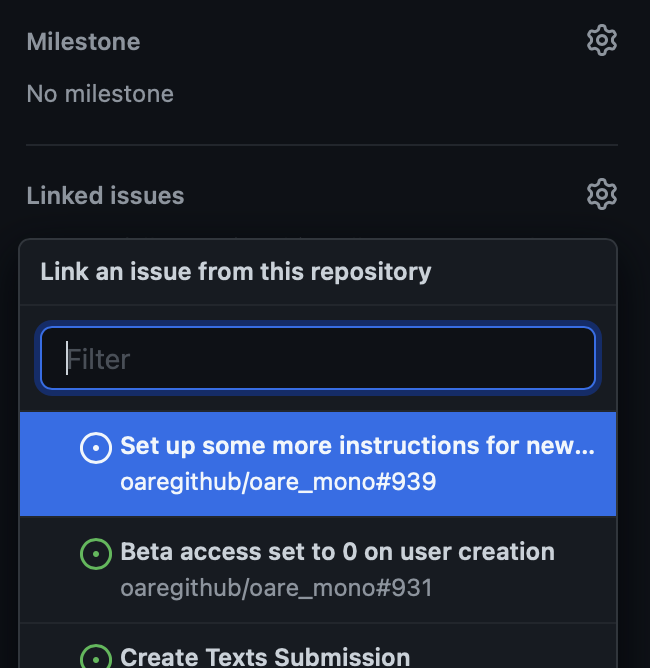 Milestone
No milestone
Linked issues
Link an issue from this repository
Filter
Set up some more instructions for new...
oaregithub/oare_mono#939
Beta access set to 0 on user creation
oaregithub/oare_mono#931
Create Texts Submission